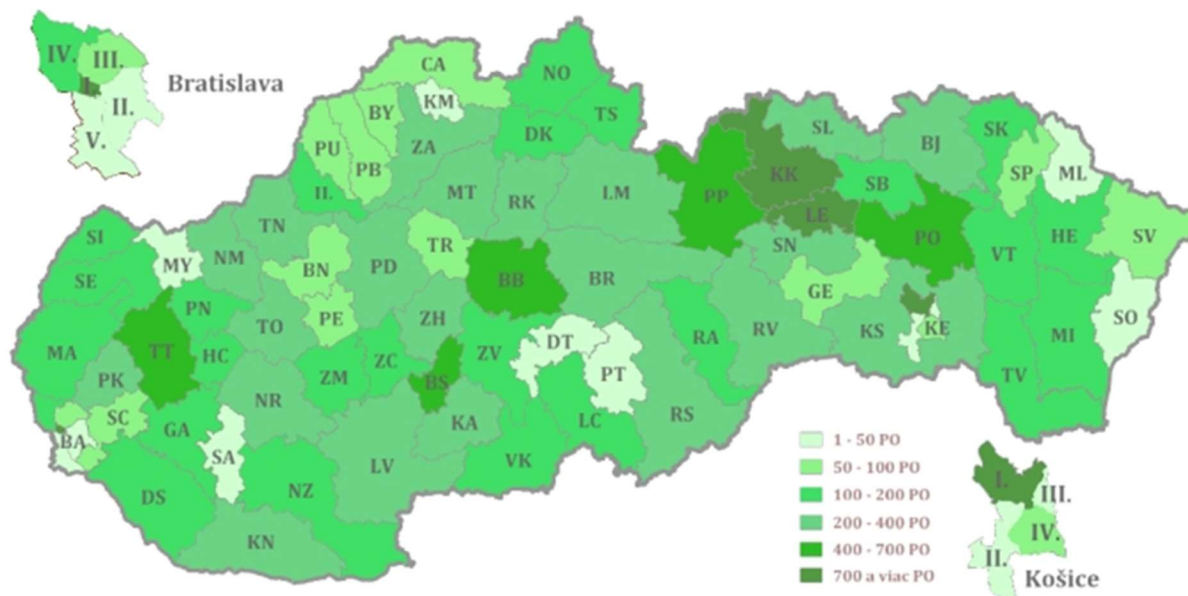 IV.
III.
I.
II.
V.
Bratislava
CA
NO
KM
BY
TS
PU
ZA
DK
PB
SL
BJ
SK
SP
ML
IL
MT
RK
LM
PP
KK
SB
LE
TN
TR
SI
MY
NM
BN
PD
BB
SN
PO
VT
HE
SV
SE
PN
PE
BR
GE
TO
ZH
SO
MA
TT
HC
ZM
ZC
BS
ZV
DT
RA
RV
KS
KE
MI
PK
NR
PT
TV
SC
GA
KA
LC
RS
BA
SA
LV
VK
DS
NZ
KN
1 - 50 PO
50 - 100 PO
100 - 200 PO
200 - 400 PO
400 - 700 PO
700 a viac PO
I.
III.
IV.
II.
Košice